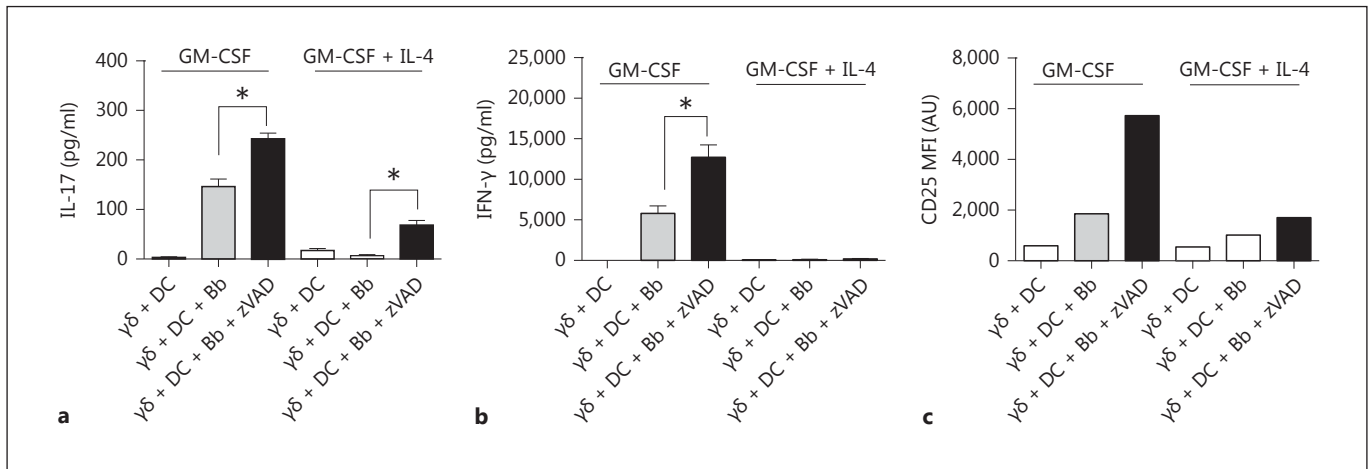 400
300
200
100
0
IL-17 (pg/ml)
GM-CSF
GM-CSF + IL-4
*
*
γδ + DC
γδ + DC + Bb
γδ + DC + Bb + zVAD
γδ + DC
γδ + DC + Bb
γδ + DC + Bb + zVAD
a
25,000
20,000
15,000
10,000
5,000
0
IFN-γ (pg/ml)
GM-CSF
GM-CSF + IL-4
*
γδ + DC
γδ + DC + Bb
γδ + DC + Bb + zVAD
γδ + DC
γδ + DC + Bb
γδ + DC + Bb + zVAD
b
8,000
6,000
4,000
2,000
0
CD25 MFI (AU)
GM-CSF
GM-CSF + IL-4
γδ + DC
γδ + DC + Bb
γδ + DC + Bb + zVAD
γδ + DC
γδ + DC + Bb
γδ + DC + Bb + zVAD
c